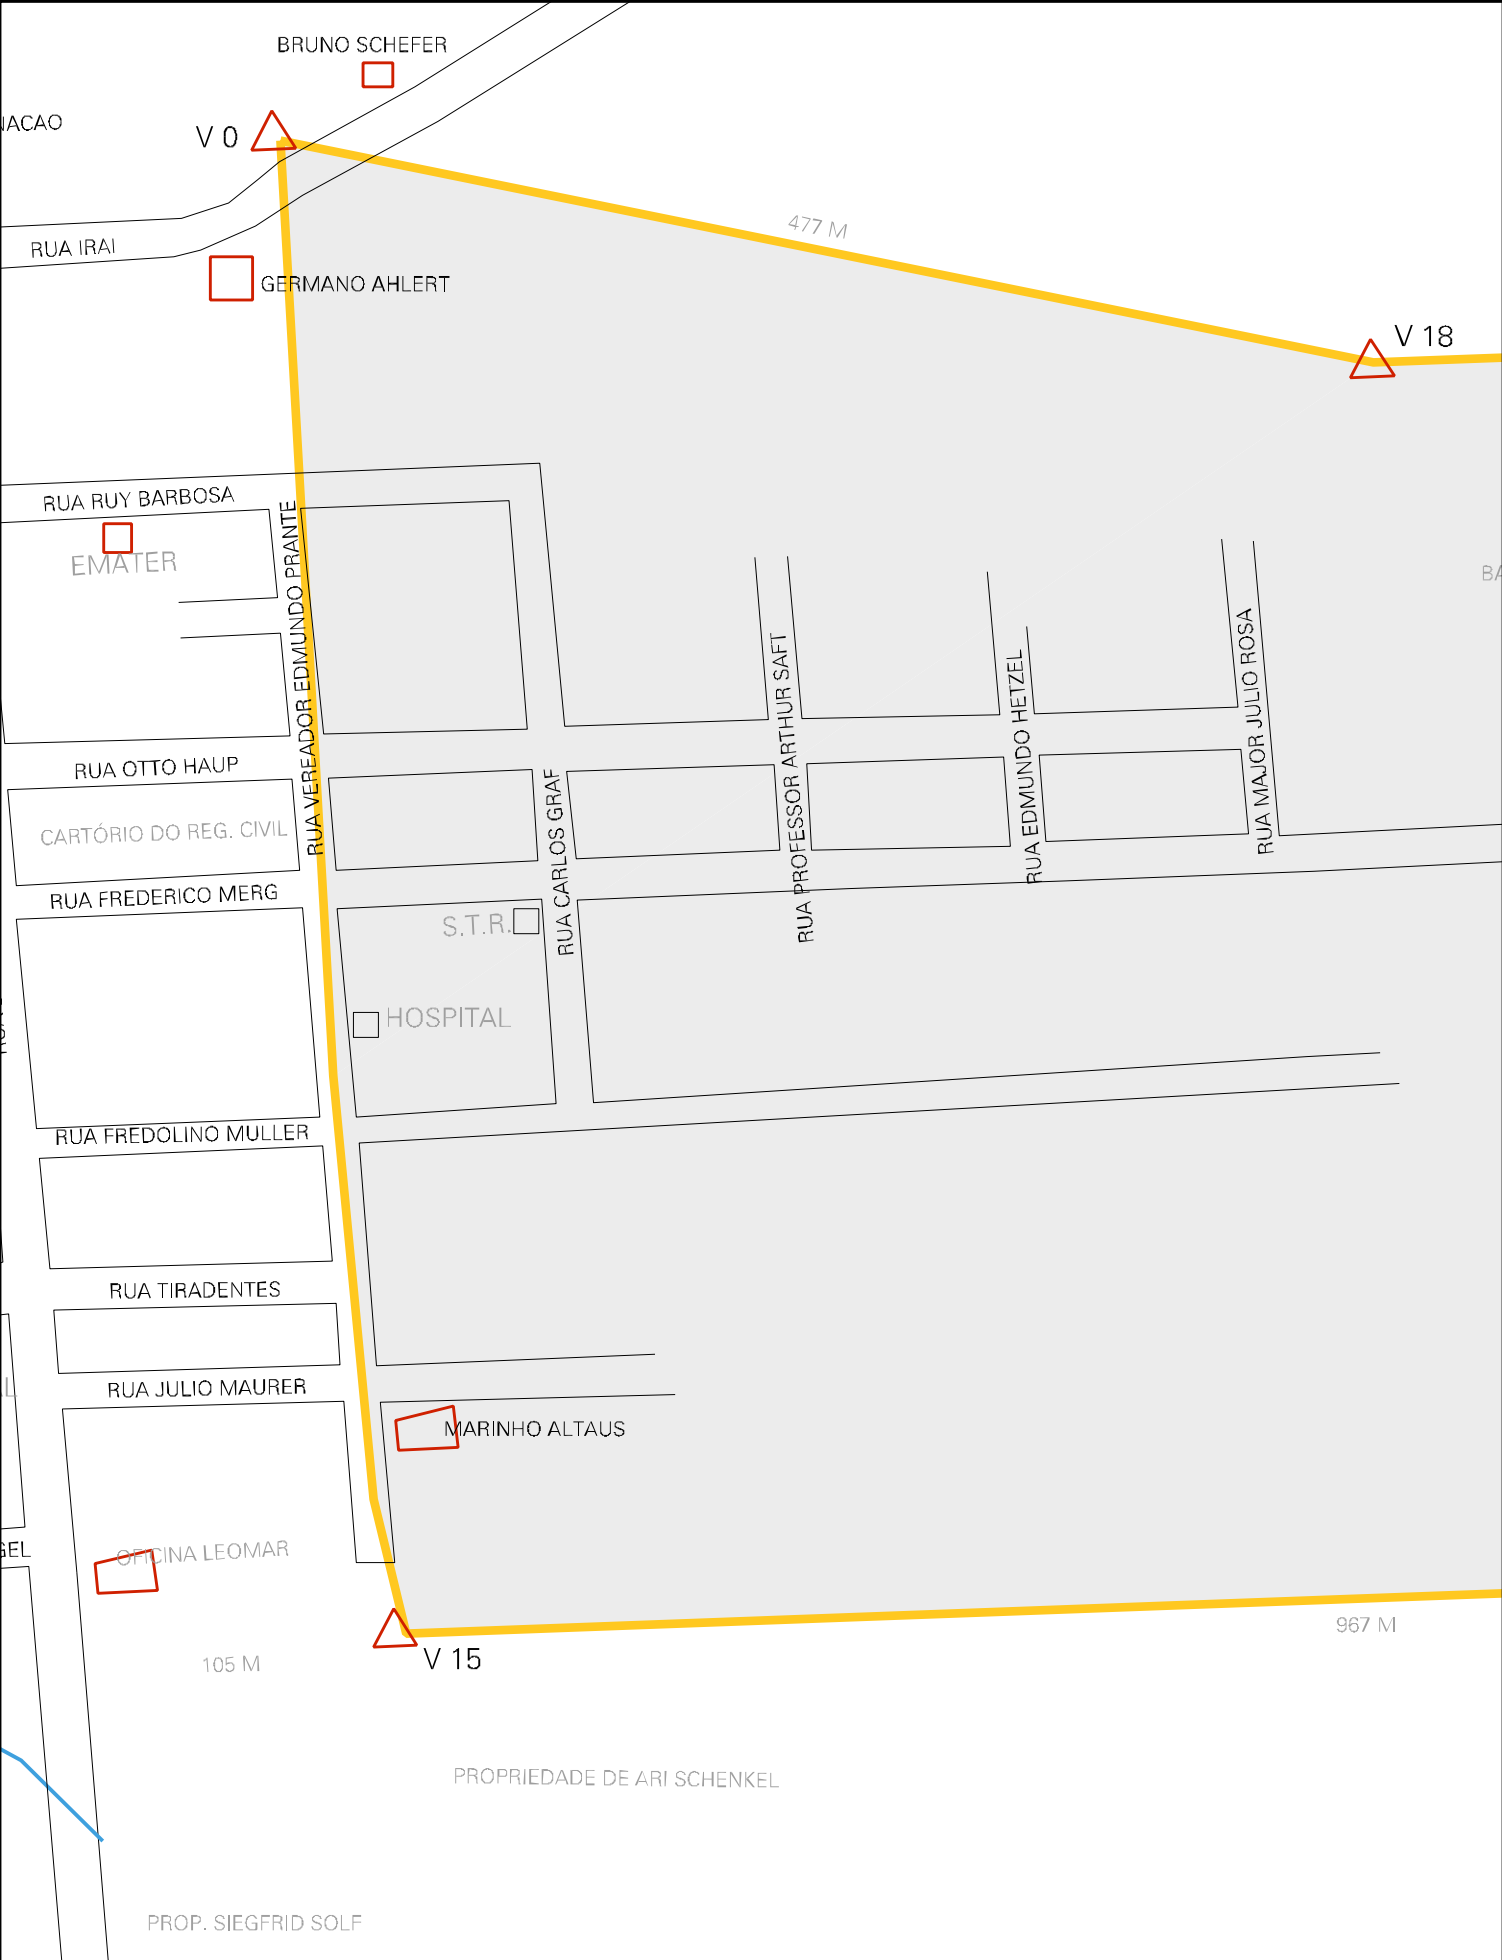 BRUNO SCHEFER
V 0
477 M
RUA IRAI
GERMANO AHLERT
V 18
RUA RUY BARBOSA
EMATER
RUA VEREADOR EDMUNDO PRANTE
RUA PROFESSOR ARTHUR SAFT
RUA EDMUNDO HETZEL
RUA MAJOR JULIO ROSA
RUA OTTO HAUP
RUA CARLOS GRAF
CARTÓRIO DO REG. CIVIL
RUA FREDERICO MERG
S.T.R.
HOSPITAL
RUA FREDOLINO MULLER
RUA TIRADENTES
RUA JULIO MAURER
MARINHO ALTAUS
OFICINA LEOMAR
967 M
V 15
105 M
PROPRIEDADE DE ARI SCHENKEL
PROP. SIEGFRID SOLF